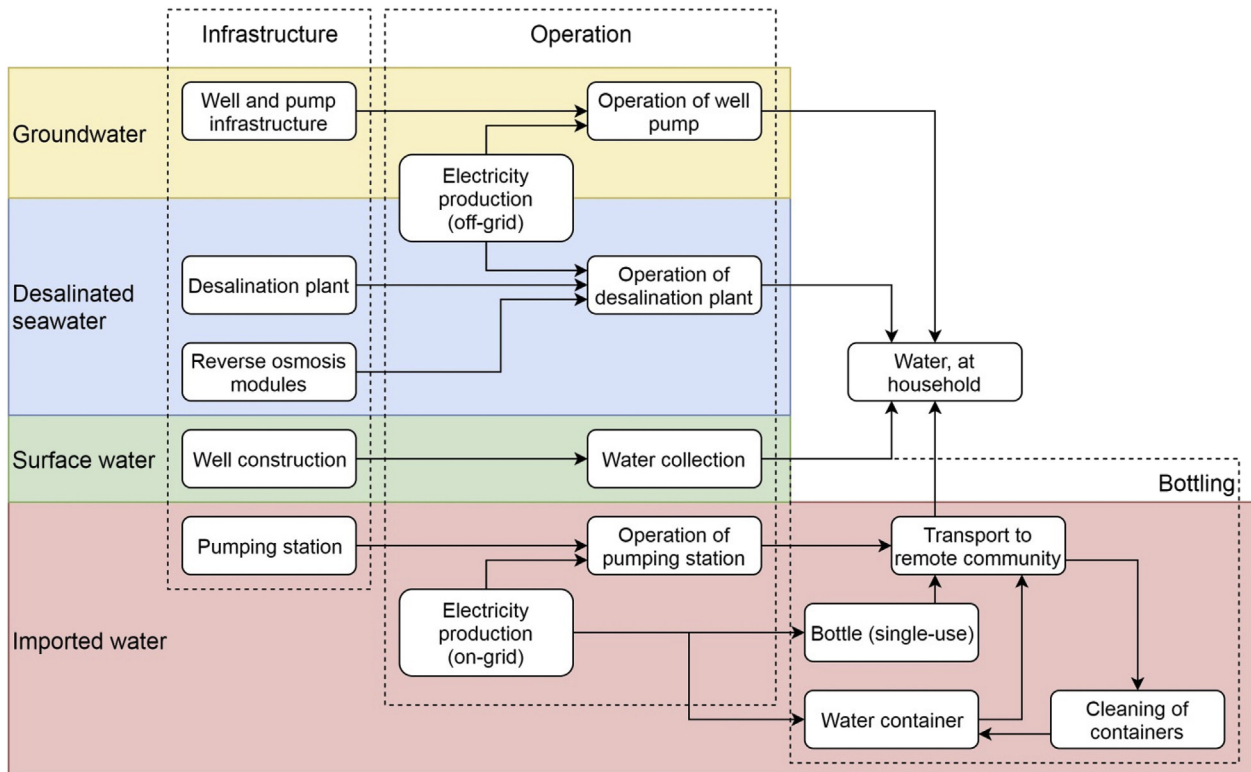 Infrastructure
Operation
Groundwater
Well and pump
infrastructure
Operation of well
pump
Electricity
production
(off-grid)
Desalinated
seawater
Desalination plant
Operation of
desalination plant
Reverse osmosis
modules
Water, at
household
Surface water
Well construction
Water collection
Bottling
Imported water
Pumping station
Operation of
pumping station
Transport to
remote community
Electricity
production
(on-grid)
Bottle (single-use)
Water container
Cleaning of
containers